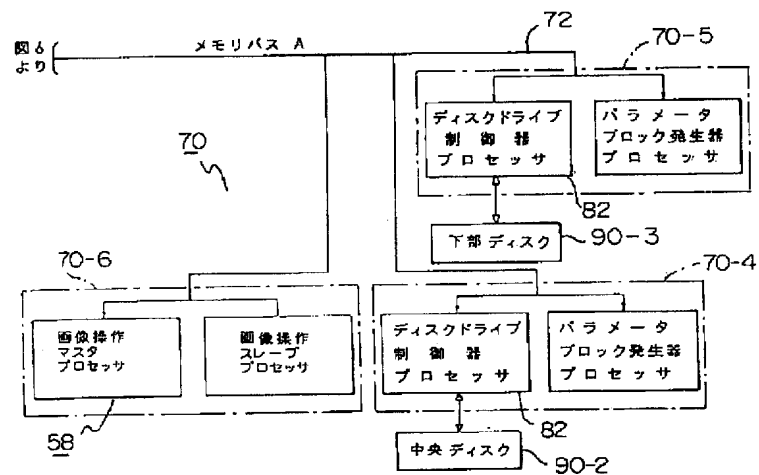 図6
より
メモリバス A
72
70-5
ディスクドライブ
制御器
プロセッサ
パラメータ
ブロック発生器
プロセッサ
70
82
下部ディスク
90-3
70-6
70-4
画像操作
マスタ
プロセッサ
画像操作
スレーブ
プロセッサ
ディスクドライブ
制御器
プロセッサ
パラメータ
ブロック発生器
プロセッサ
58
82
中央ディスク
90-2